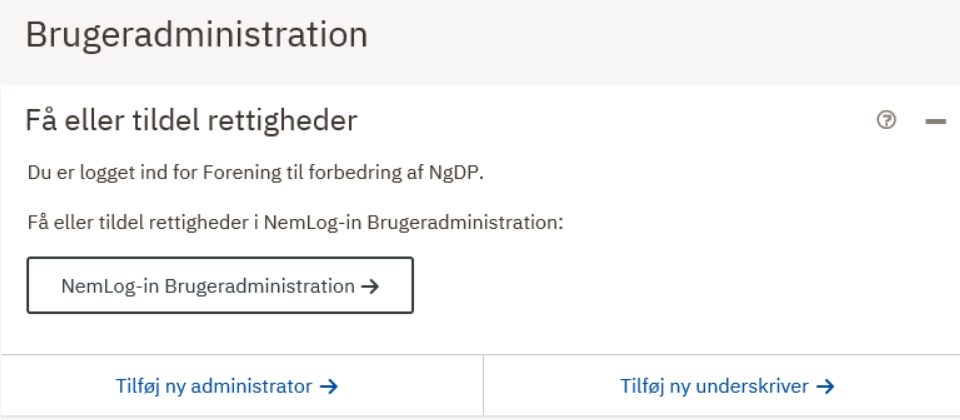 Brugeradministration
Få eller tildel rettigheder
Du er logget ind for Forening til forbedring af NgDP.
Få eller tildel rettigheder i NemLog-in Brugeradministration:
NemLog-in Brugeradministration →
Tilføj ny administrator →
Tilføj ny underskriver →